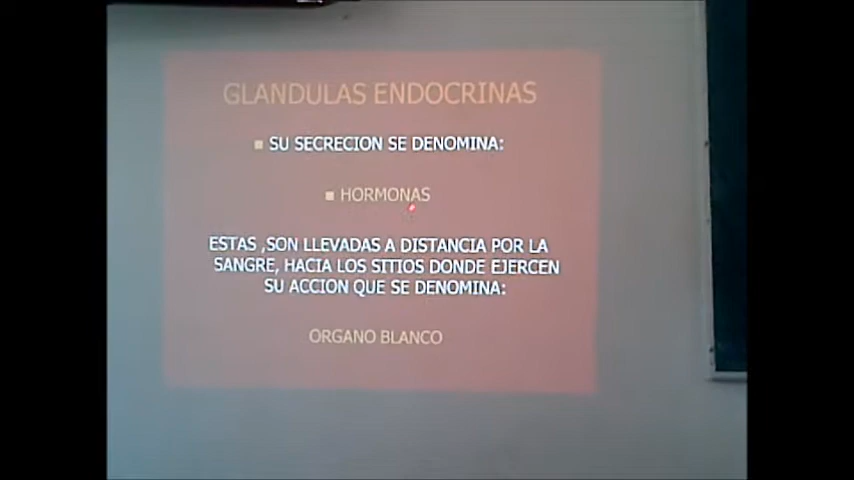 GLANDULAS ENDOCRINAS
SU SECRECION SE DENOMINA:
HORMONAS
ESTAS ,SON LLEVADAS A DISTANCIA POR LA
SANGRE, HACIA LOS SITIOS DONDE EJERCEN
SU ACCION QUE SE DENOMINA:
ORGANO BLANCO